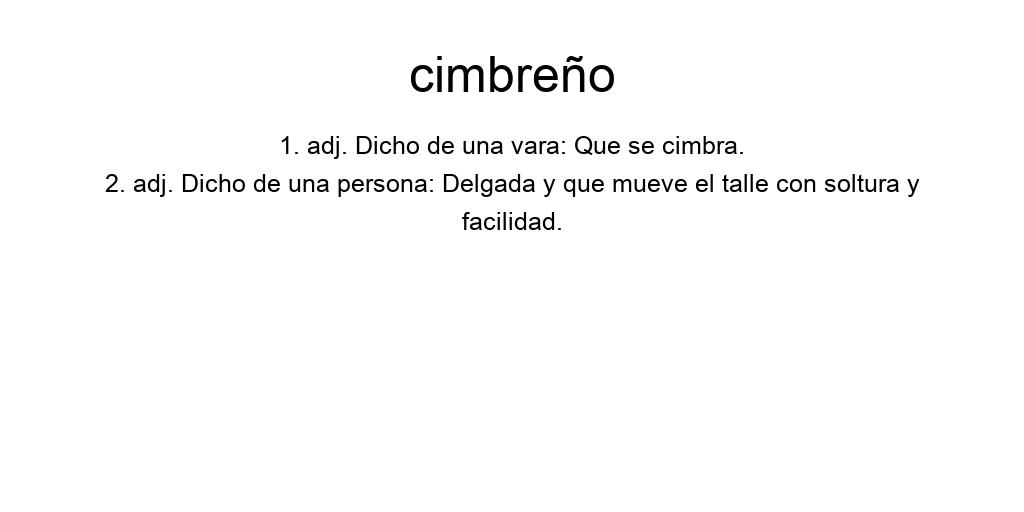 cimbreño
1. adj. Dicho de una vara: Que se cimbra.
2. adj. Dicho de una persona: Delgada y que mueve el talle con soltura y
facilidad.